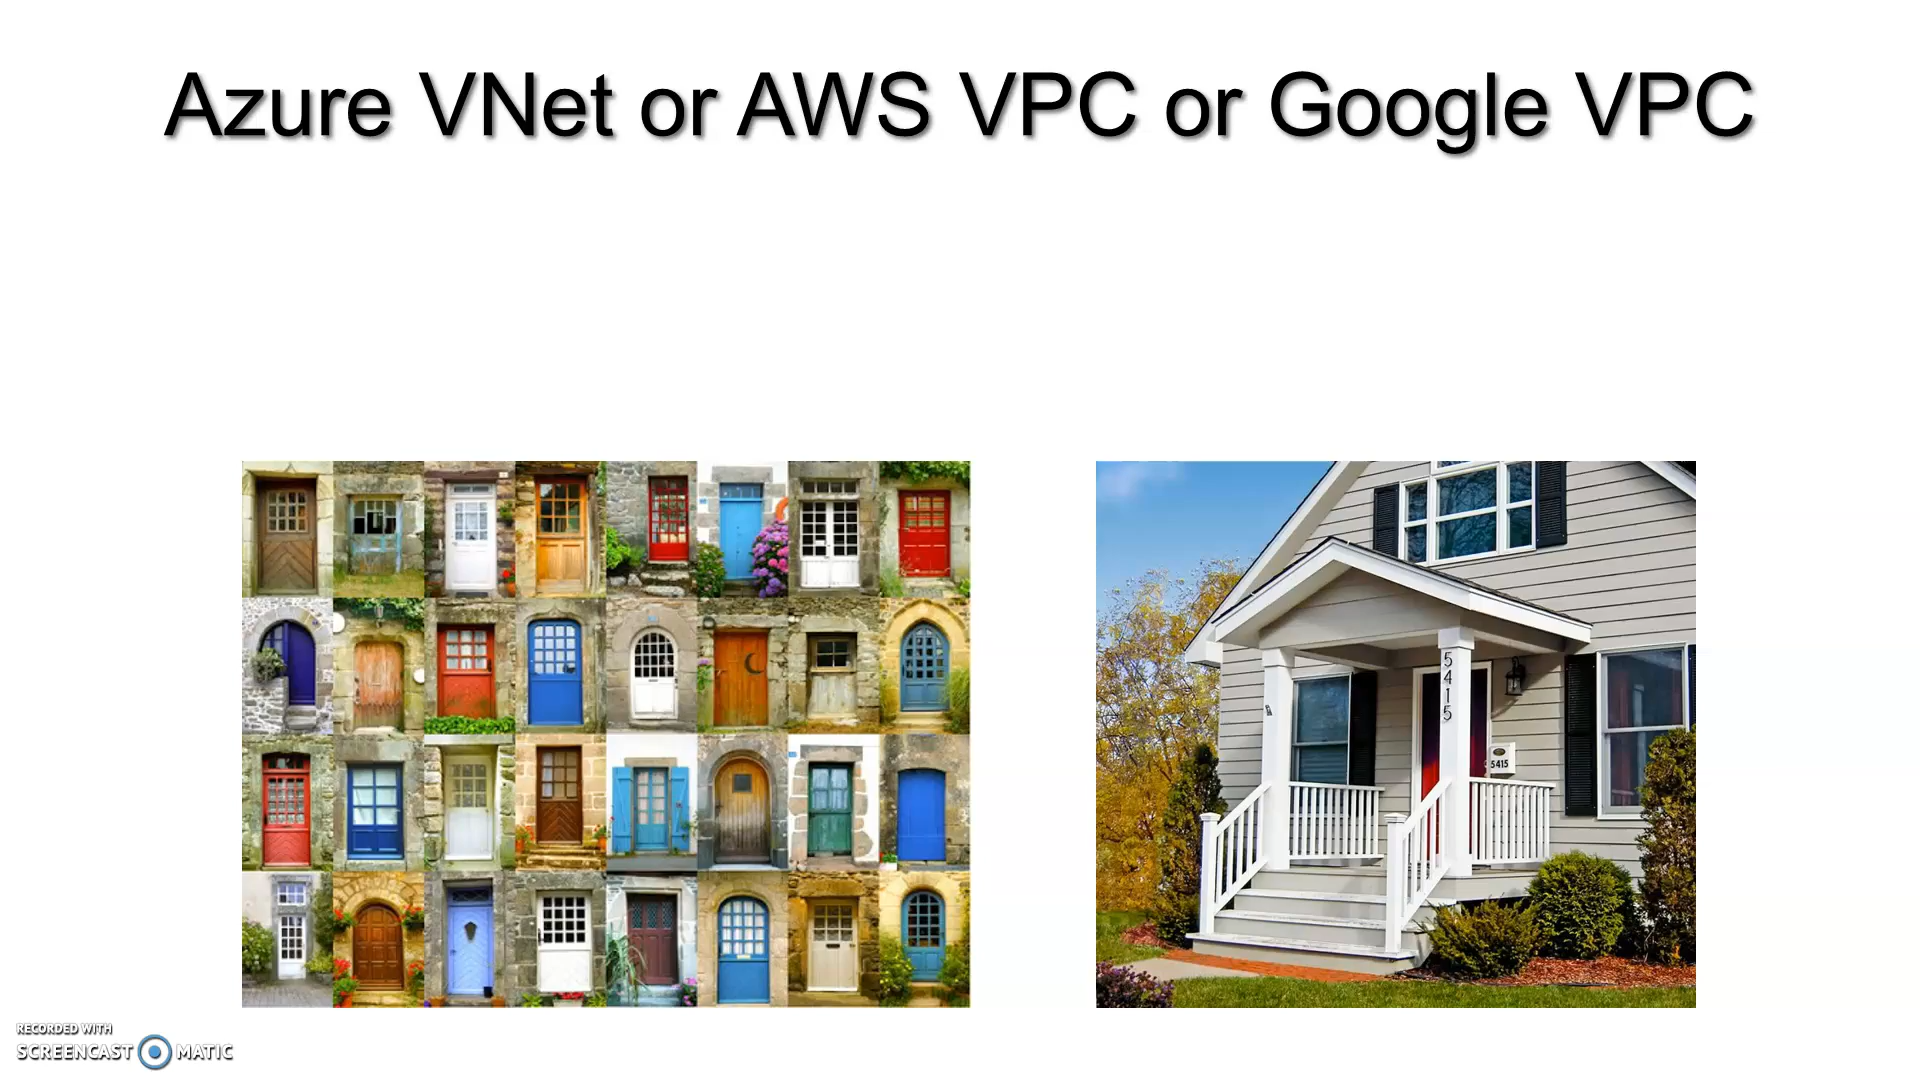 Azure VNet or AWS VPC or Google VPC
5415
5415
RECORDED WITH
SCREENCAST MATIC